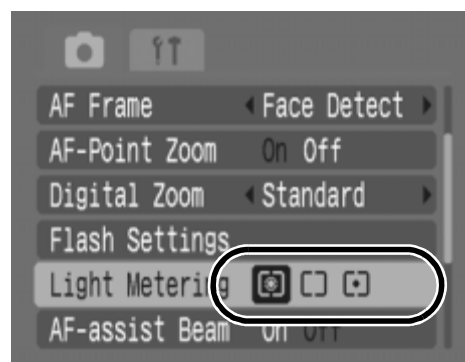 AF Frame Face Detect
AF-Point Zoom On Off
Digital Zoom Standard
Flash Settings
Light Metering
AF-assist Beam On Off